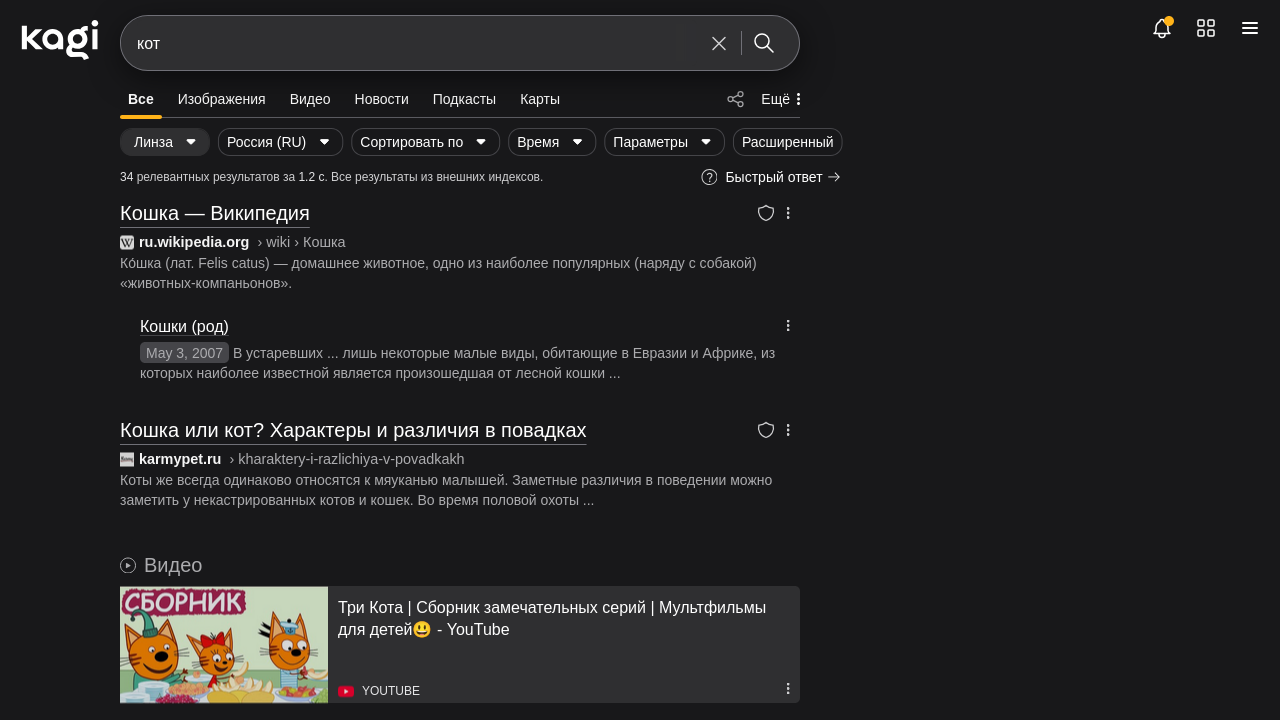 kagi
кот
Все Изображения Видео Новости Подкасты Карты Ещё
Линза Россия (RU) Сортировать по Время Параметры Расширенный
34 релевантных результатов за 1.2 с. Все результаты из внешних индексов. Быстрый ответ
Кошка — Википедия
ru.wikipedia.org › wiki › Кошка
Ко́шка (лат. Felis catus) — домашнее животное, одно из наиболее популярных (наряду с собакой)
«животных-компаньонов».
Кошки (род)
May 3, 2007 В устаревших ... лишь некоторые малые виды, обитающие в Евразии и Африке, из
которых наиболее известной является произошедшая от лесной кошки ...
Кошка или кот? Характеры и различия в повадках
karmypet.ru › kharaktery-i-razlichiya-v-povadkakh
Коты же всегда одинаково относятся к мяуканью малышей. Заметные различия в поведении можно
заметить у некастрированных котов и кошек. Во время половой охоты ...
Видео
СБОРНИК
Три Кота | Сборник замечательных серий | Мультфильмы
для детей😃 - YouTube
YOUTUBE